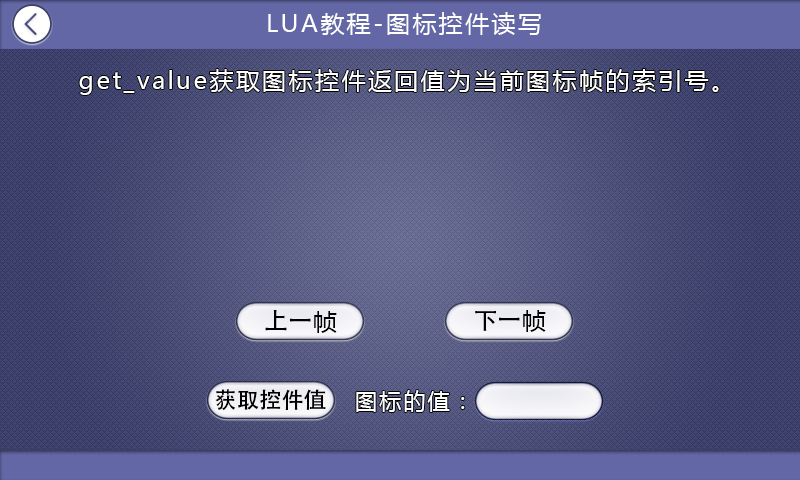 LUA教程-图标控件读写
get_value获取图标控件返回值为当前图标帧的索引号。
上一帧
下一帧
获取控件值
图标的值：